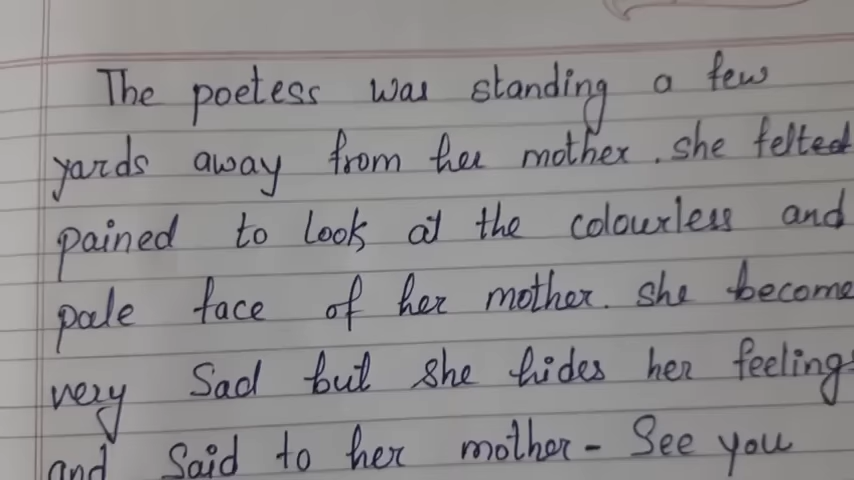 The poetess was standing a few
yards away from her mother. she felted
pained to look at the colourless and
pale face of her mother. She become
very Sad but she hides her feelings
and Said to her mother - See you